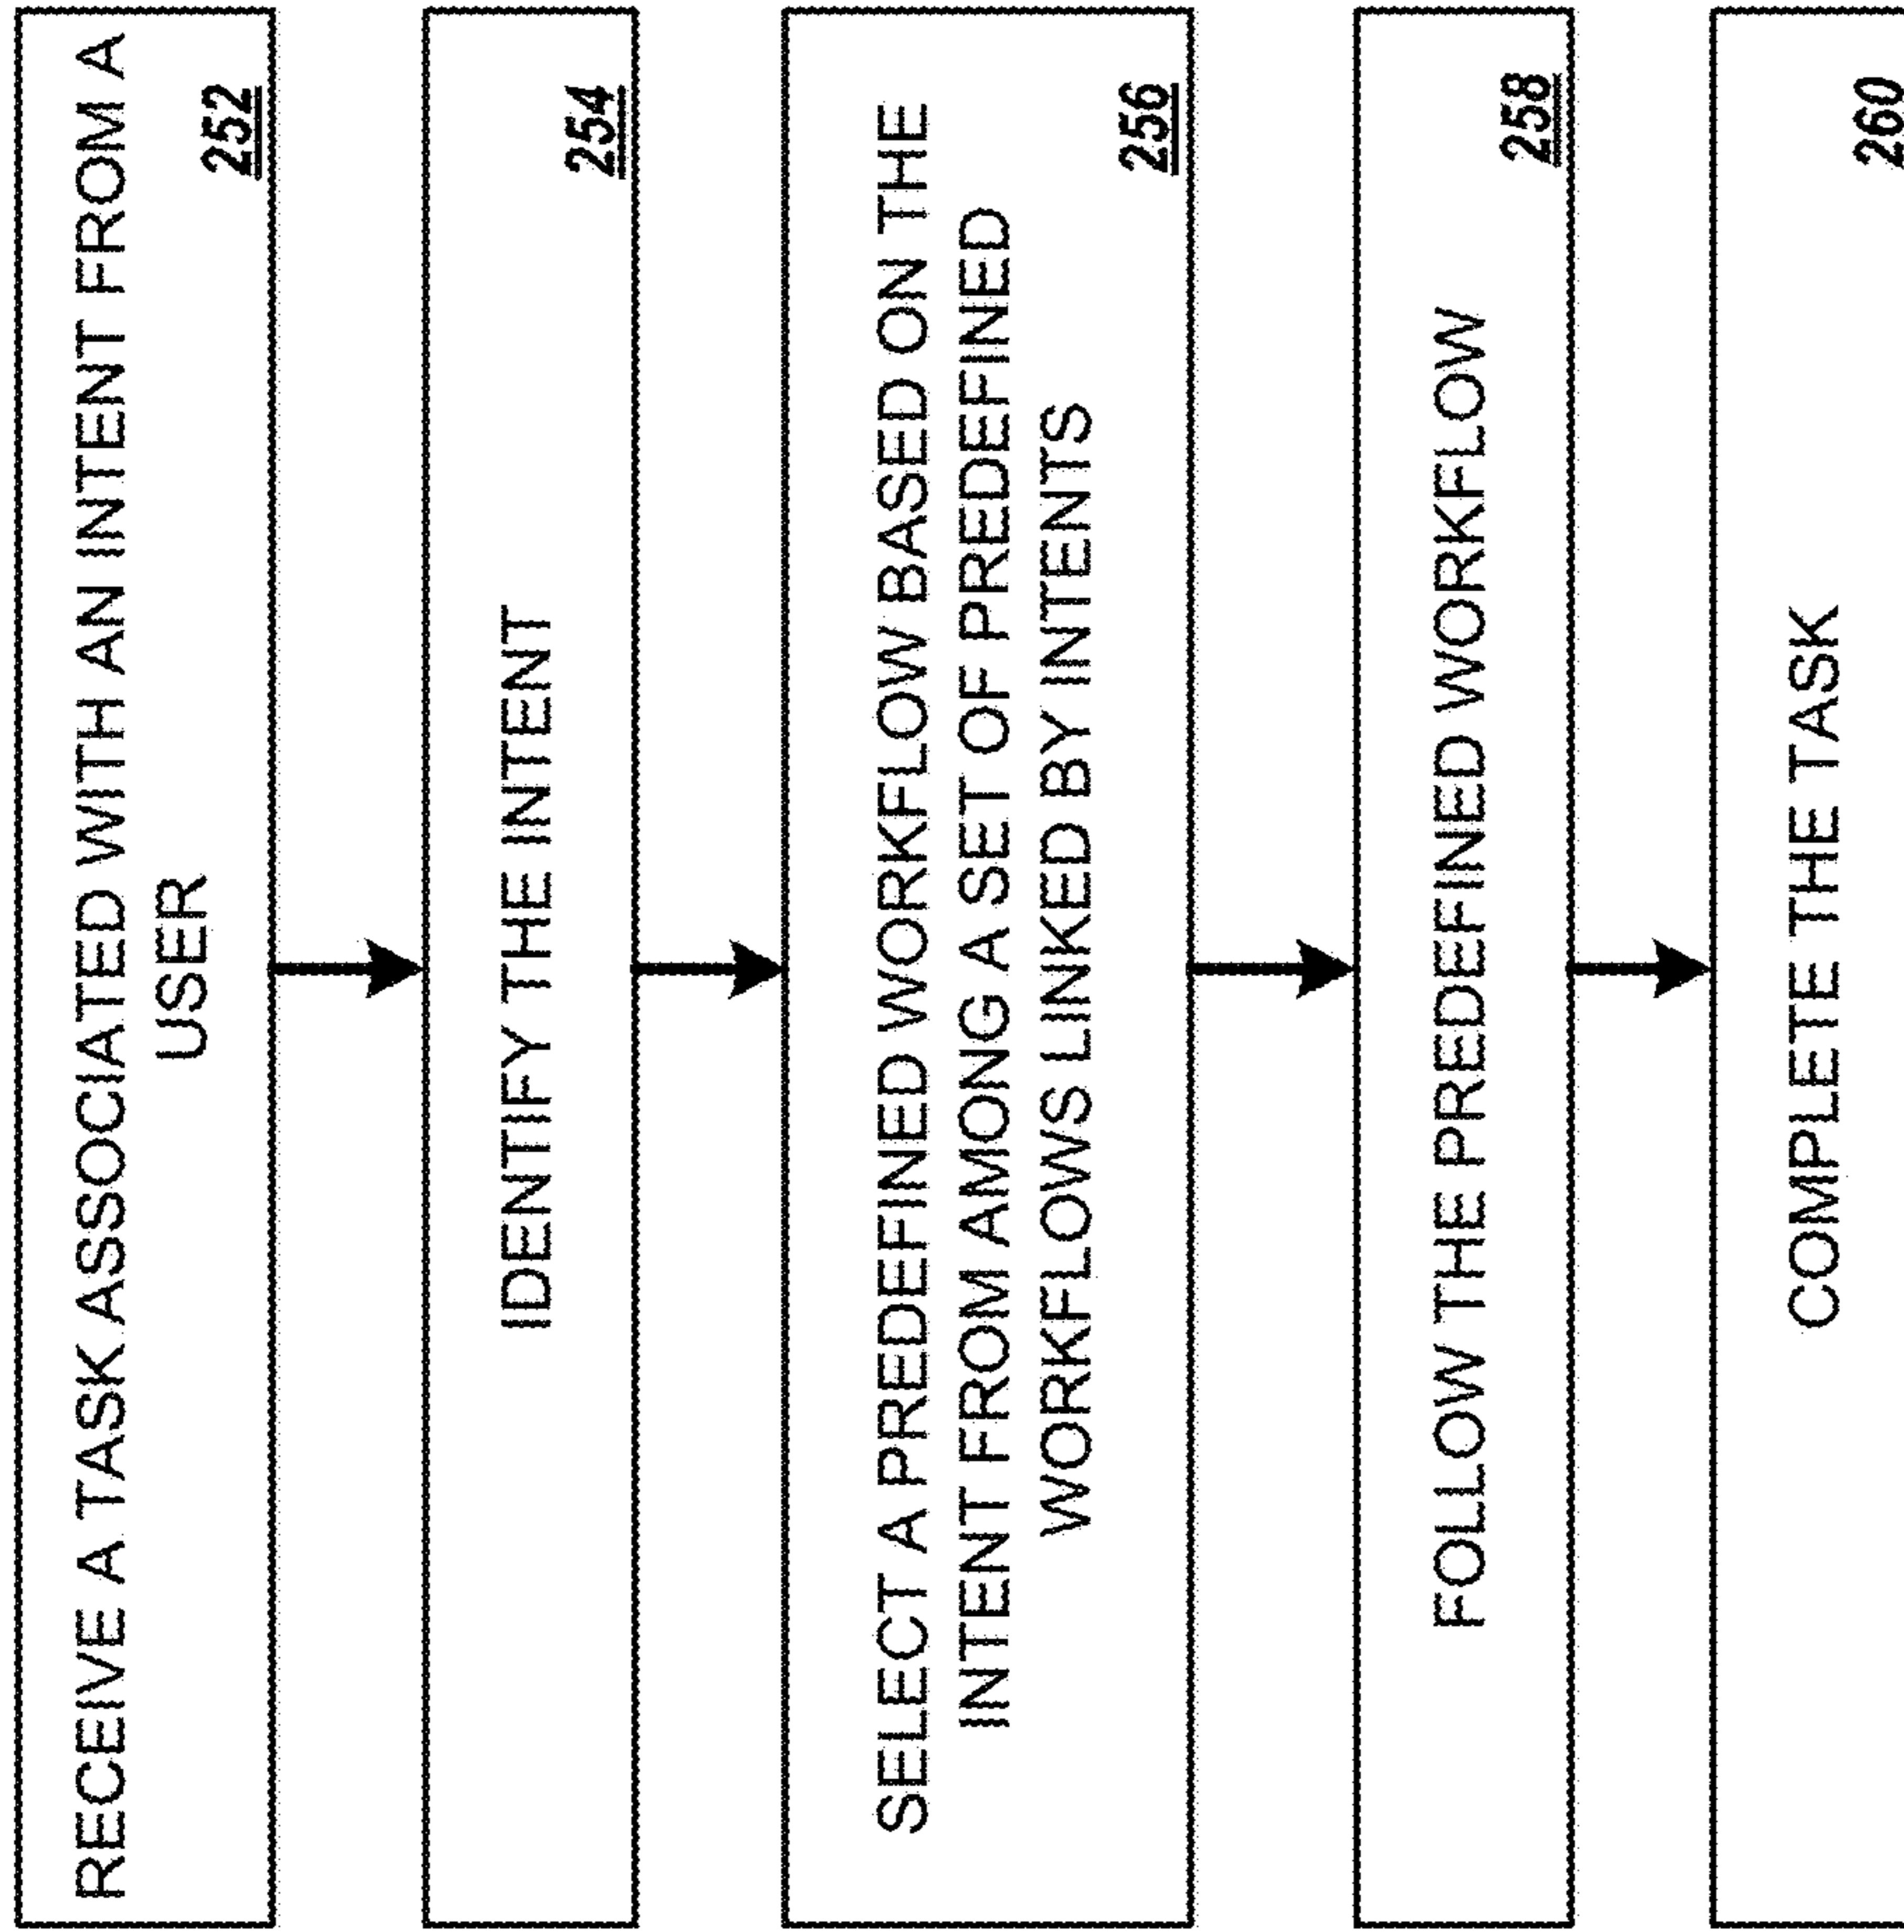 RECEIVE A TASK ASSOCIATED WITH AN INTENT FROM A
USER
252
IDENTIFY THE INTENT
254
SELECT A PREDEFINED WORKFLOW BASED ON THE
INTENT FROM AMONG A SET OF PREDEFINED
WORKFLOWS LINKED BY INTENTS
256
FOLLOW THE PREDEFINED WORKFLOW
258
COMPLETE THE TASK
260